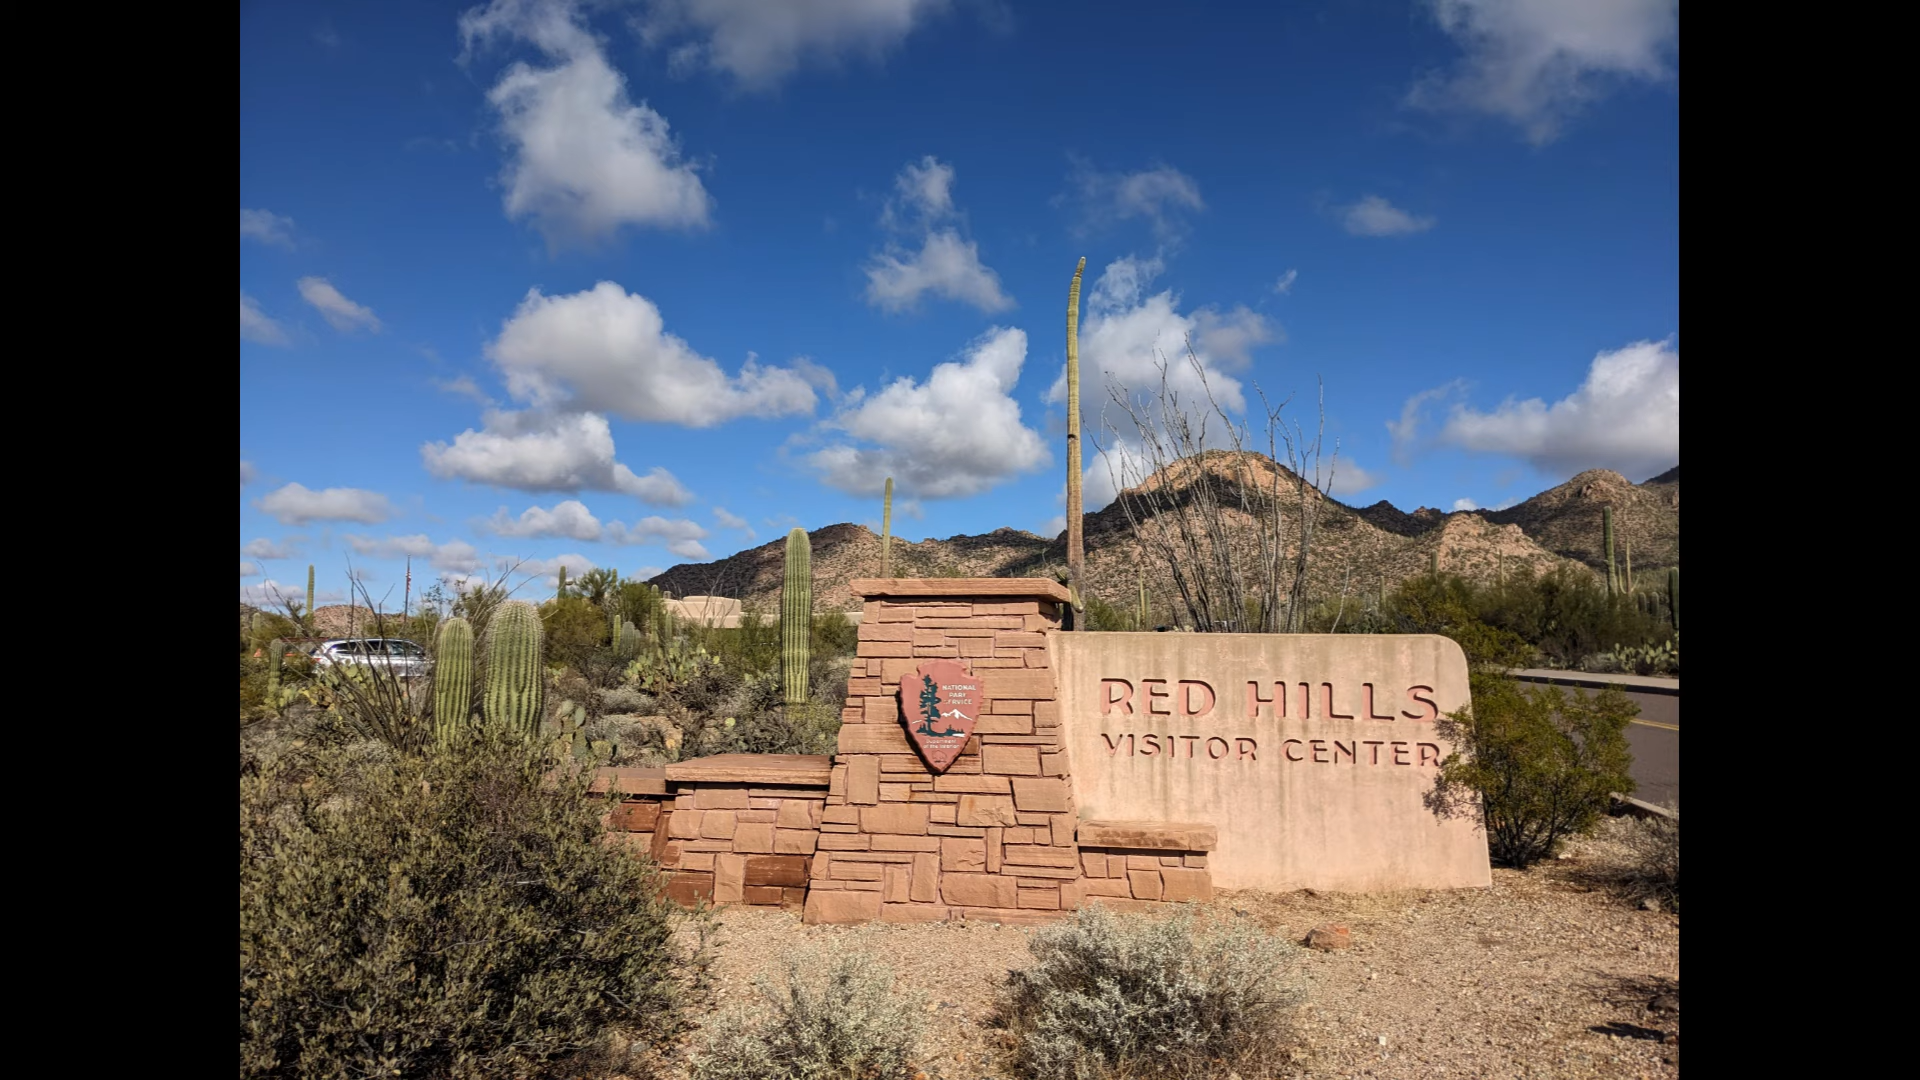 NATIONAL
PARK
SERVICE
RED HILLS
VISITOR CENTER